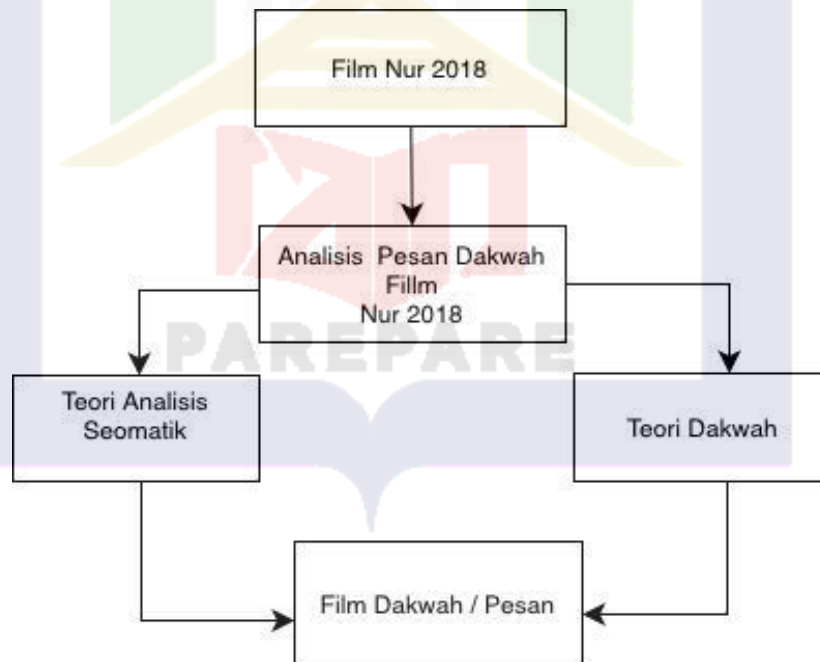 Film Nur 2018
Analisis Pesan Dakwah
Fillm
Nur 2018
PAREPARE
Teori Analisis
Seomatik
Teori Dakwah
Film Dakwah / Pesan